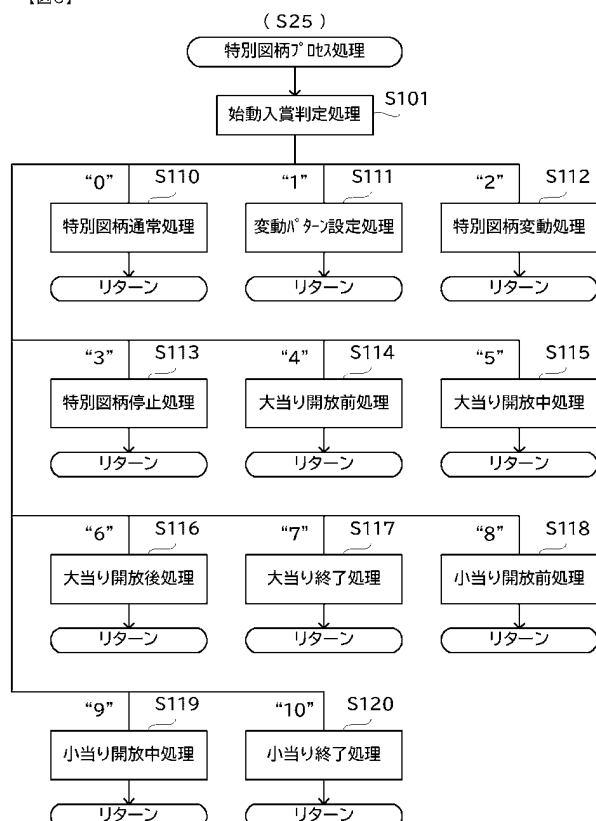 (S25)
特別図柄プロセス処理
始動入賞判定処理 S101
“0” S110 “1” S111 “2” S112
特別図柄通常処理 変動パターン設定処理 特別図柄変動処理
リターン リターン リターン
“3” S113 “4” S114 “5” S115
特別図柄停止処理 大当り開放前処理 大当り開放中処理
リターン リターン リターン
“6” S116 “7” S117 “8” S118
大当り開放後処理 大当り終了処理 小当り開放前処理
リターン リターン リターン
“9” S119 “10” S120
小当り開放中処理 小当り終了処理
リターン リターン